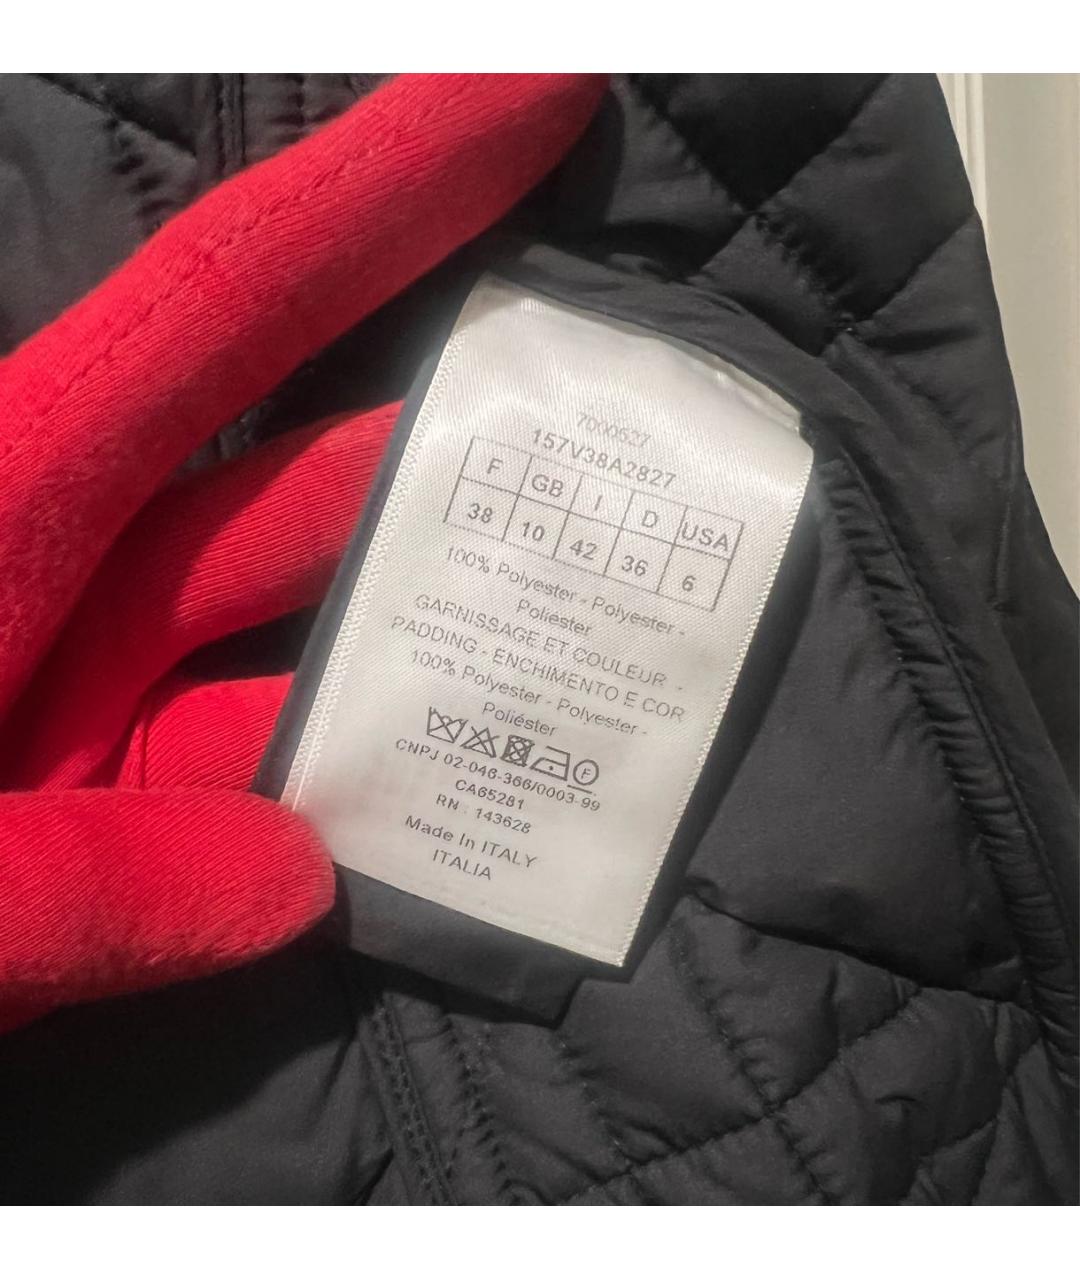 7000527
157V38A2827
F GB I D USA
38 10 42 36 6
100% Polyester - Polyester -
Poliéster
GARNISSAGE ET COULEUR -
PADDING - ENCHIMENTO E COR
100% Polyester - Polyester -
Poliéster
F
CNPJ 02-046-366/0003-99
CA65281
RN : 143628
Made In ITALY
ITALIA